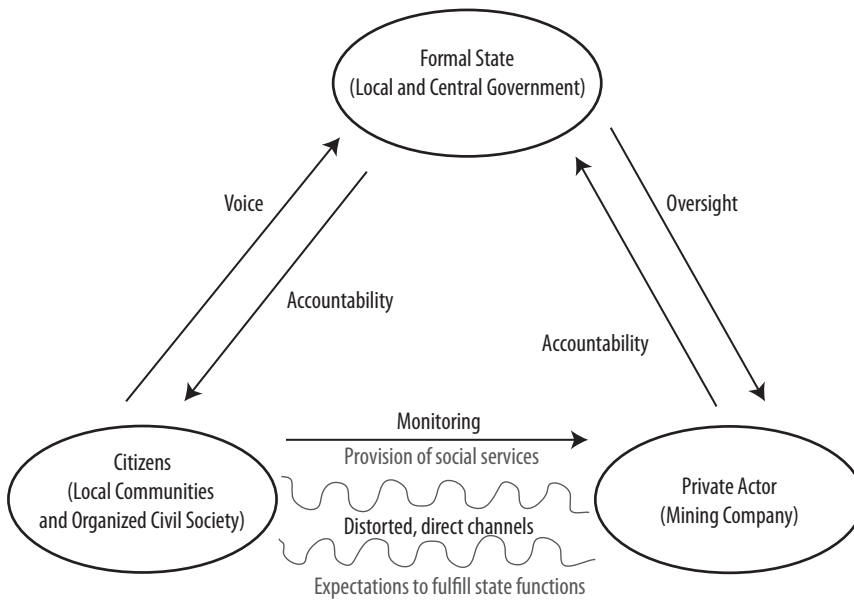 Formal State
(Local and Central Government)
Voice
Oversight
Accountability
Accountability
Monitoring
Provision of social services
Citizens
(Local Communities
and Organized Civil Society)
Private Actor
(Mining Company)
Distorted, direct channels
Expectations to fulfill state functions